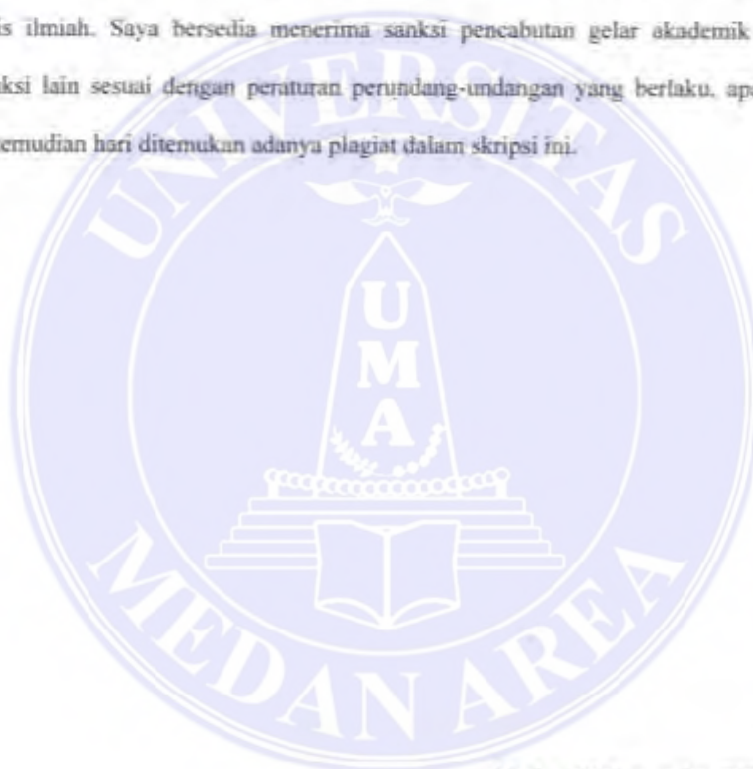 is ilmiah. Saya bersedia menerima sanksi pencabutan gelar akademik
ksi lain sesuai dengan peraturan perundang-undangan yang berlaku. apa
emudian hari ditemukan adanya plagiat dalam skripsi ini.
UNIVERSITAS
U
M
A
MEDAN AREA